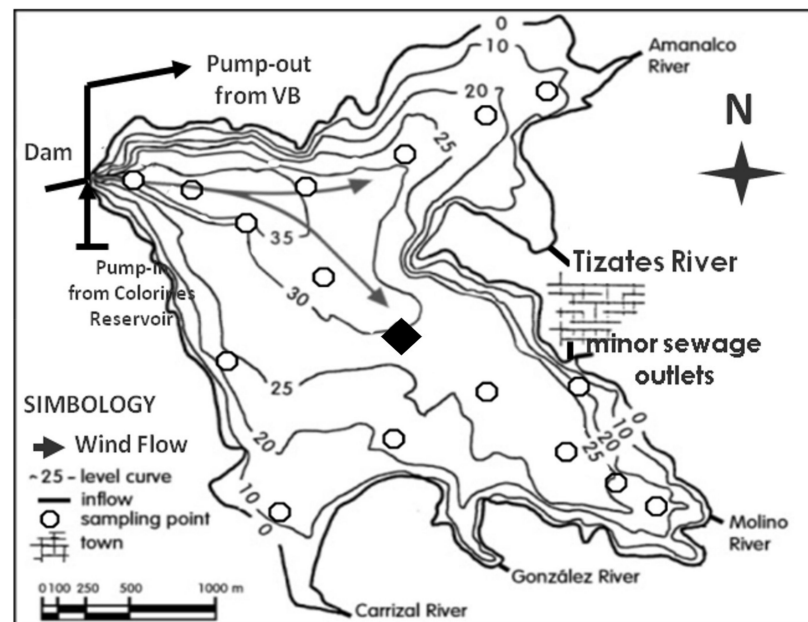 0
10
Amanalco
River
Pump-out
from VB
20
25
N
Dam
35
Tizates River
Pump-in
from Colorines
Reservoir
30
minor sewage
outlets
25
SIMBOLOGY
Wind Flow
20
0
10
20
25
~25- level curve
inflow
sampling point
town
10
0
Molino
River
González River
0 100 250 500 1000 m
Carrizal River